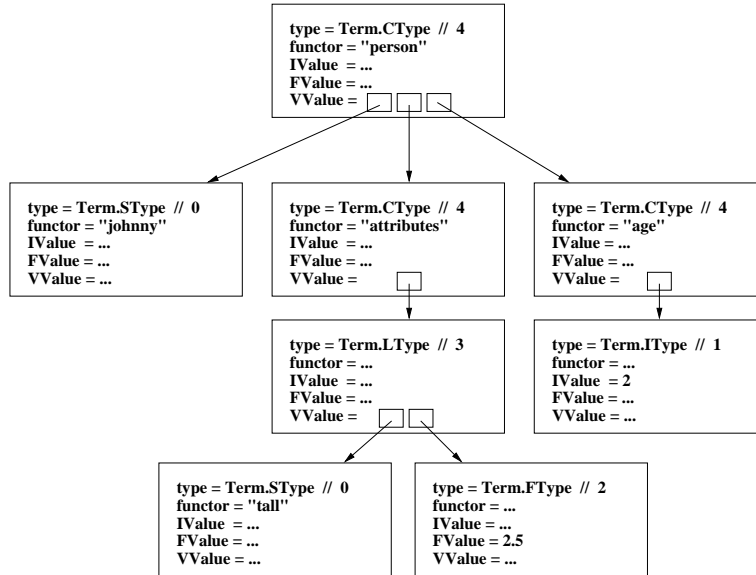 type = Term.CType // 4
functor = "person"
IValue = ...
FValue = ...
VValue =
type = Term.SType // 0
functor = "johnny"
IValue = ...
FValue = ...
VValue = ...
type = Term.CType // 4
functor = "attributes"
IValue = ...
FValue = ...
VValue =
type = Term.CType // 4
functor = "age"
IValue = ...
FValue = ...
VValue =
type = Term.LType // 3
functor = ...
IValue = ...
FValue = ...
VValue =
type = Term.IType // 1
functor = ...
IValue = 2
FValue = ...
VValue = ...
type = Term.SType // 0
functor = "tall"
IValue = ...
FValue = ...
VValue = ...
type = Term.FType // 2
functor = ...
IValue = ...
FValue = 2.5
VValue = ...